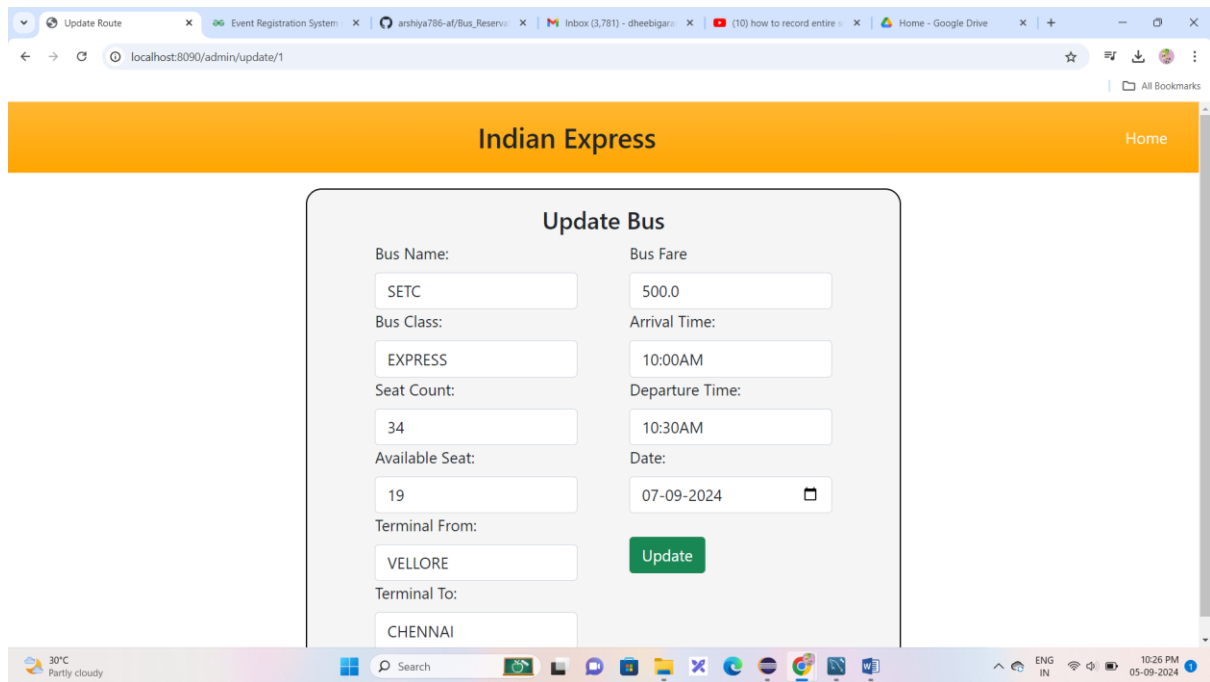 Update Route
Event Registration System
arshiya786-af/Bus_Reserva
Inbox (3,781) - dheebigara
(10) how to record entire s
Home - Google Drive
localhost:8090/admin/update/1
All Bookmarks
Indian Express
Home
Update Bus
Bus Name:
SETC
Bus Class:
EXPRESS
Seat Count:
34
Available Seat:
19
Terminal From:
VELLORE
Terminal To:
CHENNAI
Bus Fare
500.0
Arrival Time:
10:00AM
Departure Time:
10:30AM
Date:
07-09-2024
Update
30°C
Partly cloudy
Search
ENG
IN
10:26 PM
05-09-2024
1